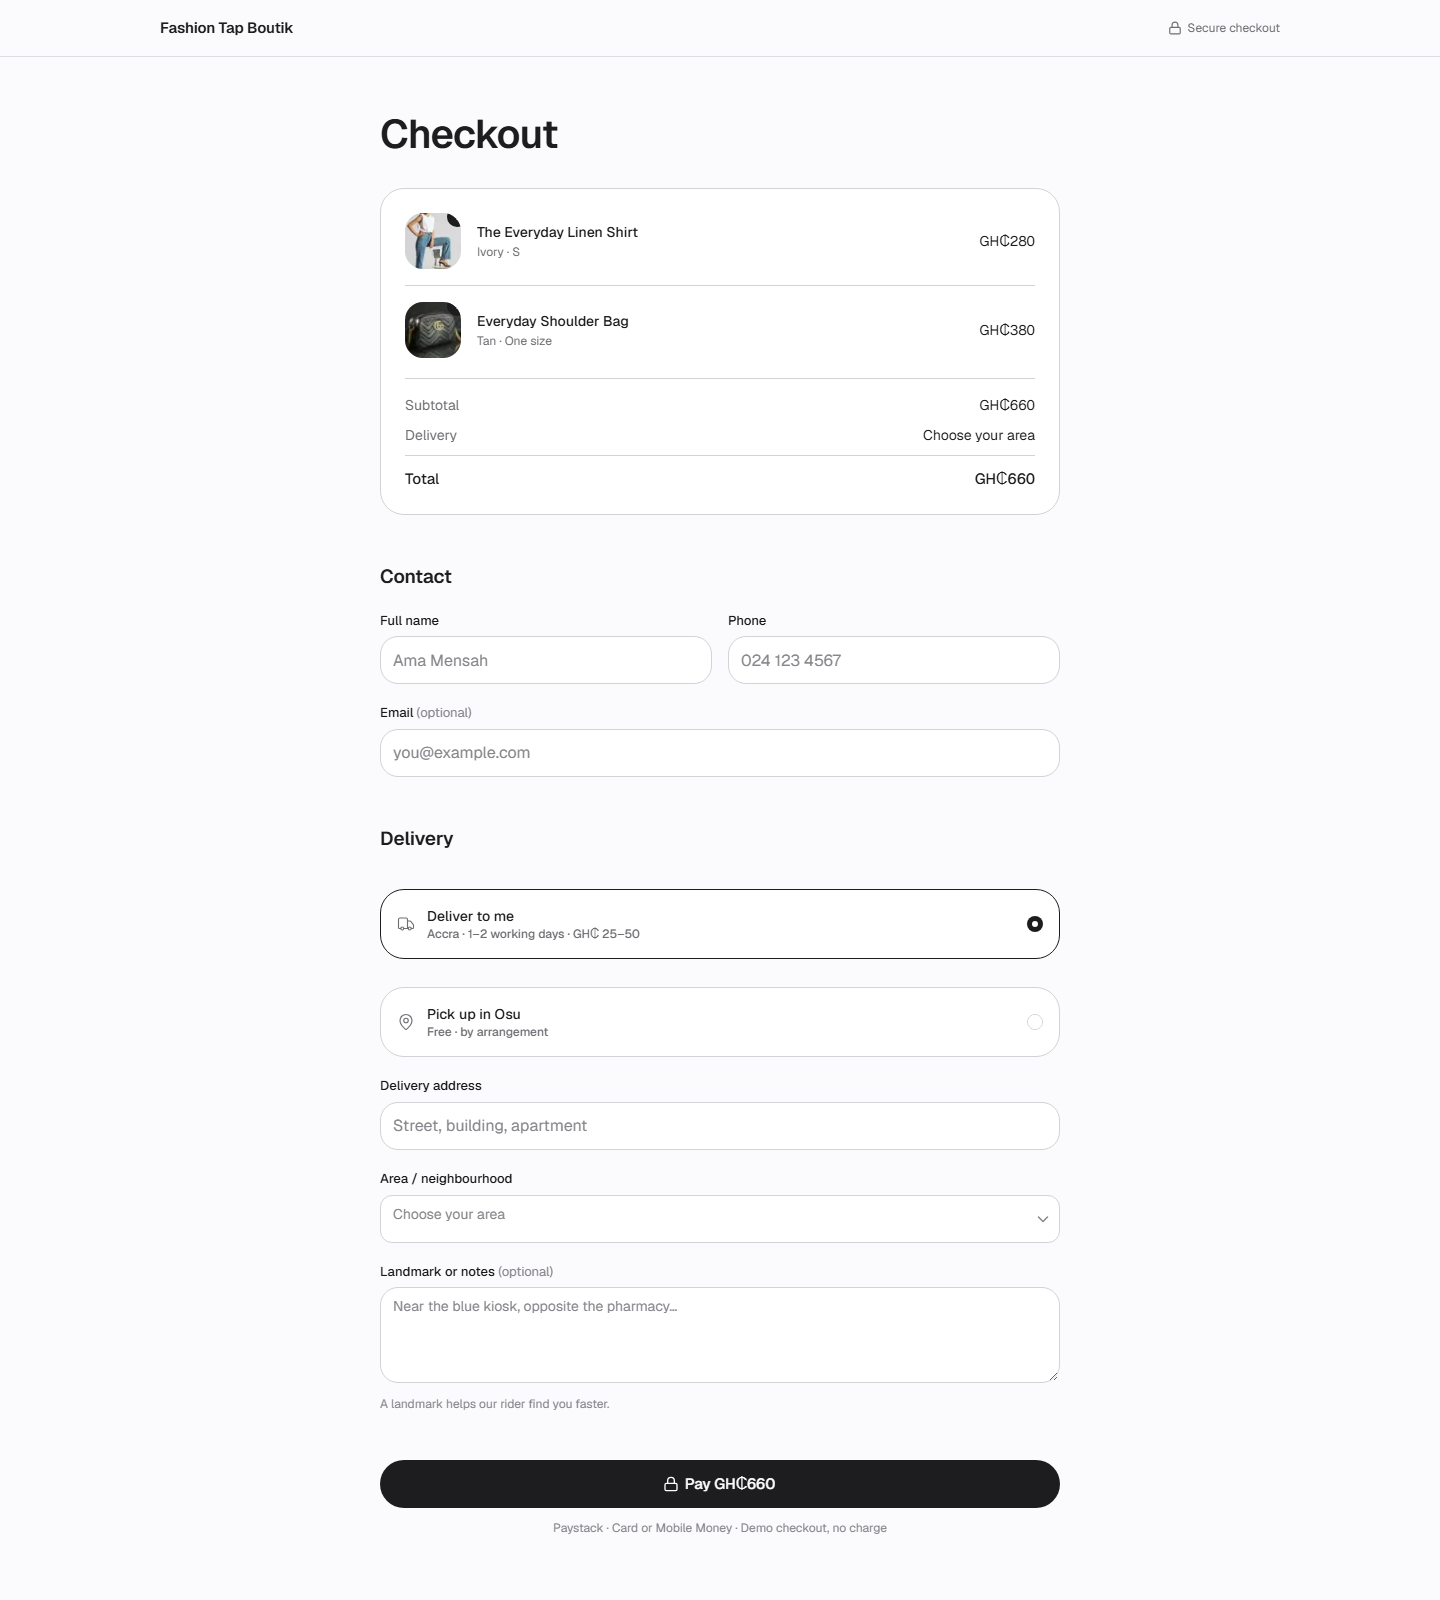 Fashion Tap Boutik
Secure checkout
Checkout
The Everyday Linen Shirt
Ivory · S
GH₵280
Everyday Shoulder Bag
Tan · One size
GH₵380
Subtotal
GH₵660
Delivery
Choose your area
Total
GH₵660
Contact
Full name
Phone
Ama Mensah
024 123 4567
Email (optional)
you@example.com
Delivery
Deliver to me
Accra · 1–2 working days · GH₵ 25–50
Pick up in Osu
Free · by arrangement
Delivery address
Street, building, apartment
Area / neighbourhood
Choose your area
Landmark or notes (optional)
Near the blue kiosk, opposite the pharmacy…
A landmark helps our rider find you faster.
Pay GH₵660
Paystack · Card or Mobile Money · Demo checkout, no charge